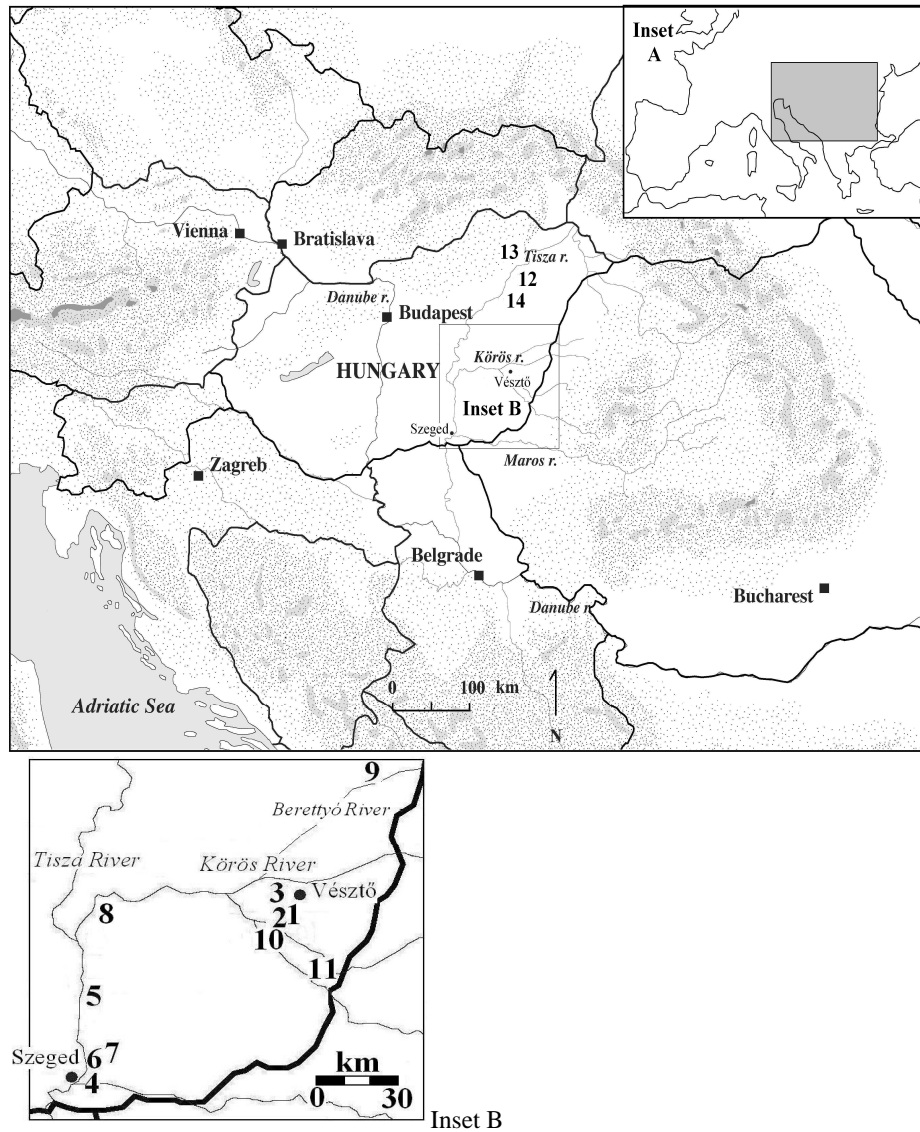 Inset
A
Vienna
Bratislava
13
Tisza r.
12
14
Danube r.
Budapest
HUNGARY
Körös r.
Vésztő
Inset B
Szeged
Maros r.
Zagreb
Belgrade
Danube r.
Bucharest
0 100 km
Adriatic Sea
N
9
Berettyó River
Tisza River
Körös River
3
Vésztő
8
21
10
11
5
Szeged
6 7
4
km
0 30
Inset B